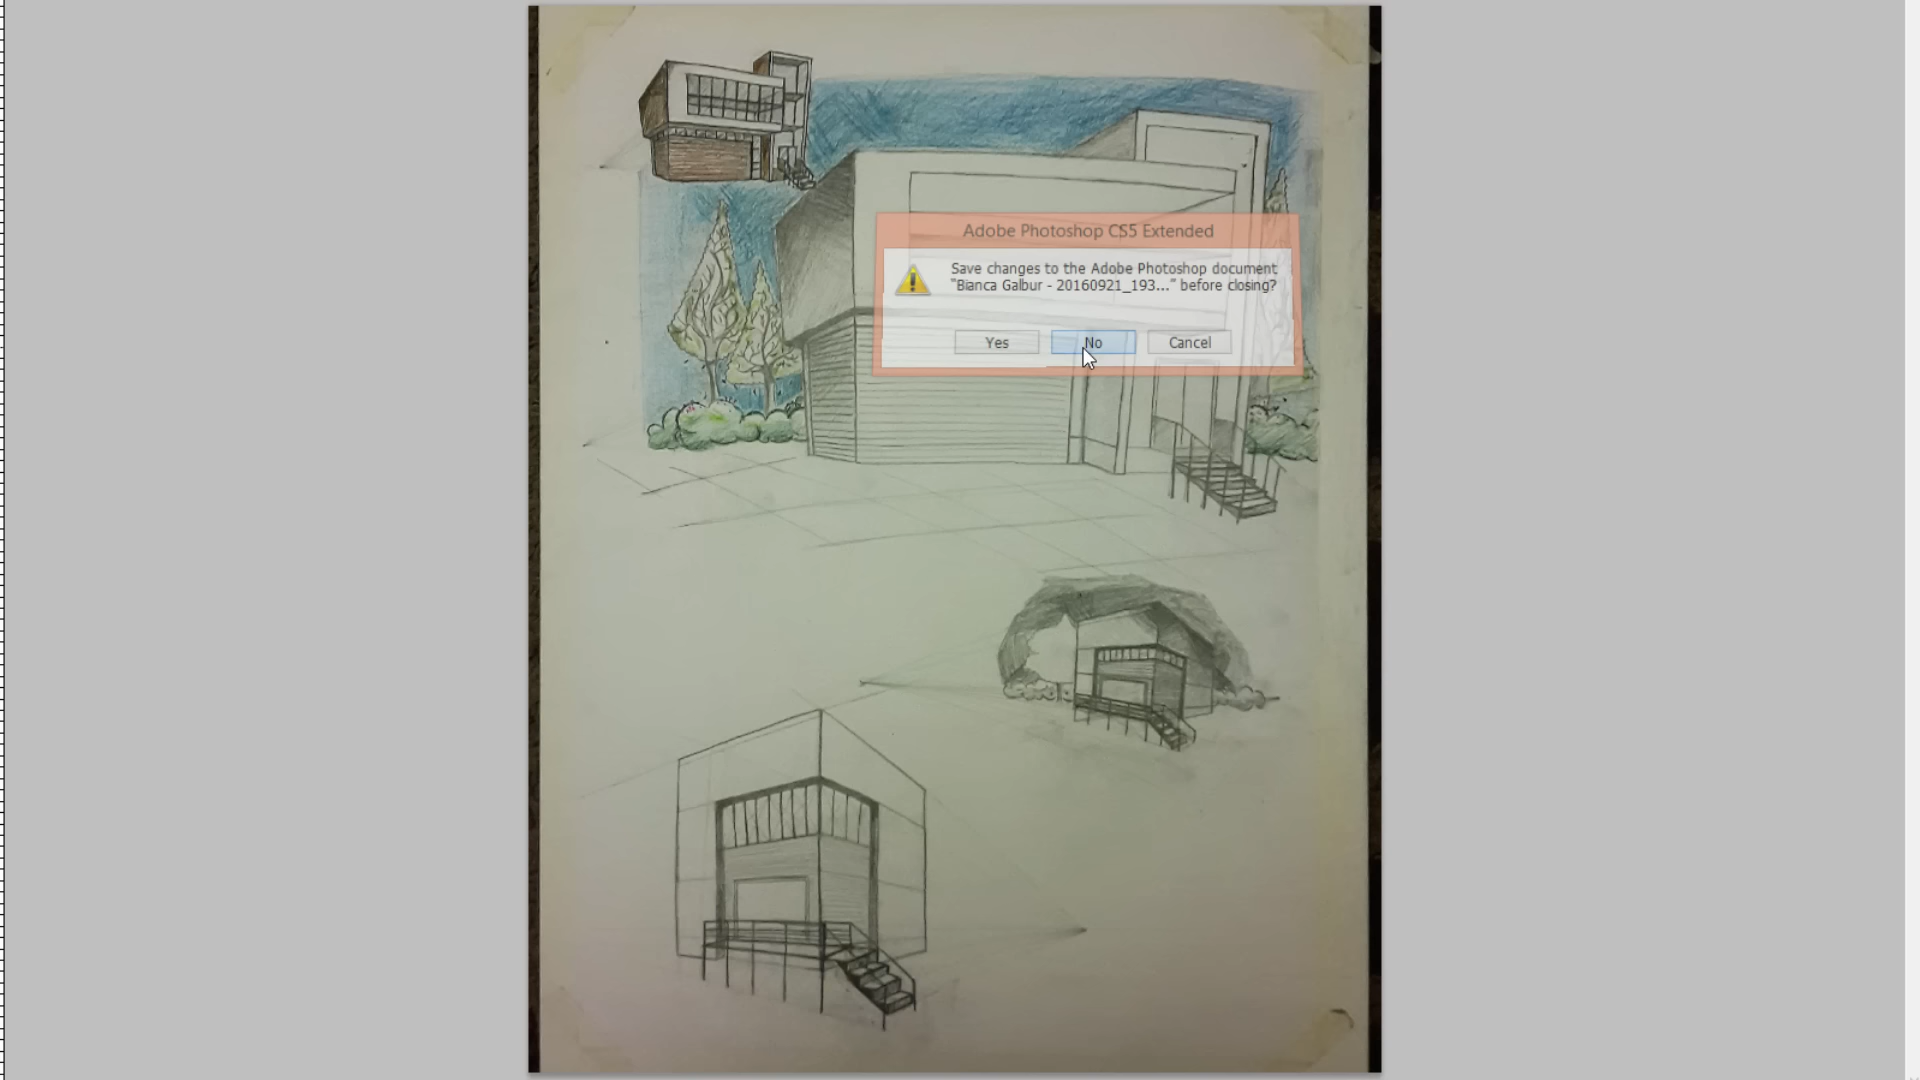 Adobe Photoshop CS5 Extended
Save changes to the Adobe Photoshop document
"Bianca Galbur - 20160921_193..." before closing?
Yes
No
Cancel